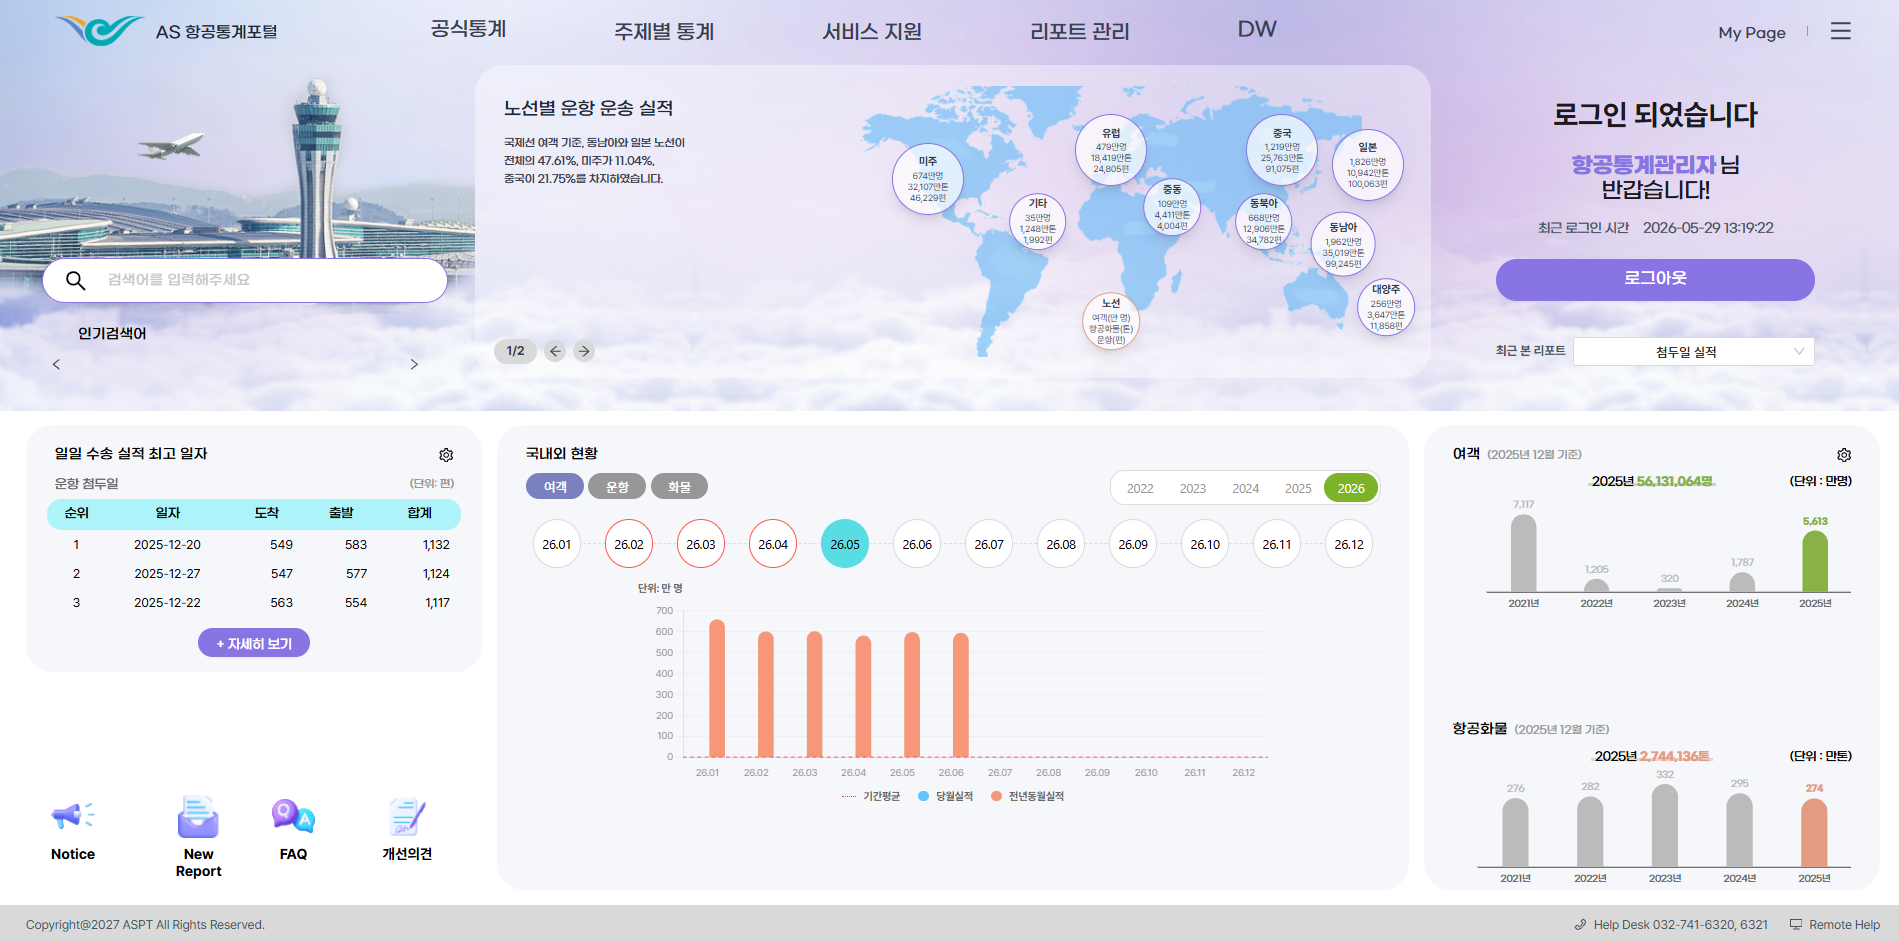 AS 항공통계포털
공식통계
주제별 통계
서비스 지원
리포트 관리
DW
My Page
검색어를 입력해주세요
인기검색어
노선별 운항 운송 실적
국제선 여객 기준, 동남아와 일본 노선이
전체의 47.61%, 미주가 11.04%,
중국이 21.75%를 차지하였습니다.
1/2
미주
674만명
32,107만톤
46,229편
기타
35만명
1,248만톤
1,992편
유럽
479만명
18,419만톤
24,805편
중동
109만명
4,411만톤
4,004편
중국
1,219만명
25,763만톤
91,075편
동북아
668만명
12,906만톤
34,782편
일본
1,826만명
10,942만톤
100,063편
동남아
1,962만명
35,019만톤
99,245편
대양주
256만명
3,647만톤
11,858편
노선
여객(만 명)
항공화물(톤)
운항(편)
로그인 되었습니다
항공통계관리자 님
반갑습니다!
최근 로그인 시간 2026-05-29 13:19:22
로그아웃
최근 본 리포트 첨두일 실적
일일 수송 실적 최고 일자
운항 첨두일 (단위: 편)
순위 일자 도착 출발 합계
1 2025-12-20 549 583 1,132
2 2025-12-27 547 577 1,124
3 2025-12-22 563 554 1,117
+ 자세히 보기
Notice
New
Report
FAQ
개선의견
국내외 현황
여객 운항 화물
2022 2023 2024 2025 2026
26.01 26.02 26.03 26.04 26.05 26.06 26.07 26.08 26.09 26.10 26.11 26.12
단위: 만 명
700
600
500
400
300
200
100
0
26.01 26.02 26.03 26.04 26.05 26.06 26.07 26.08 26.09 26.10 26.11 26.12
기간평균 당월실적 전년동월실적
여객 (2025년 12월 기준)
2025년 56,131,064명 (단위 : 만명)
7,117 1,205 320 1,787 5,613
2021년 2022년 2023년 2024년 2025년
항공화물 (2025년 12월 기준)
2025년 2,744,136톤 (단위 : 만톤)
276 282 332 295 274
2021년 2022년 2023년 2024년 2025년
Copyright@2027 ASPT All Rights Reserved.
Help Desk 032-741-6320, 6321
Remote Help